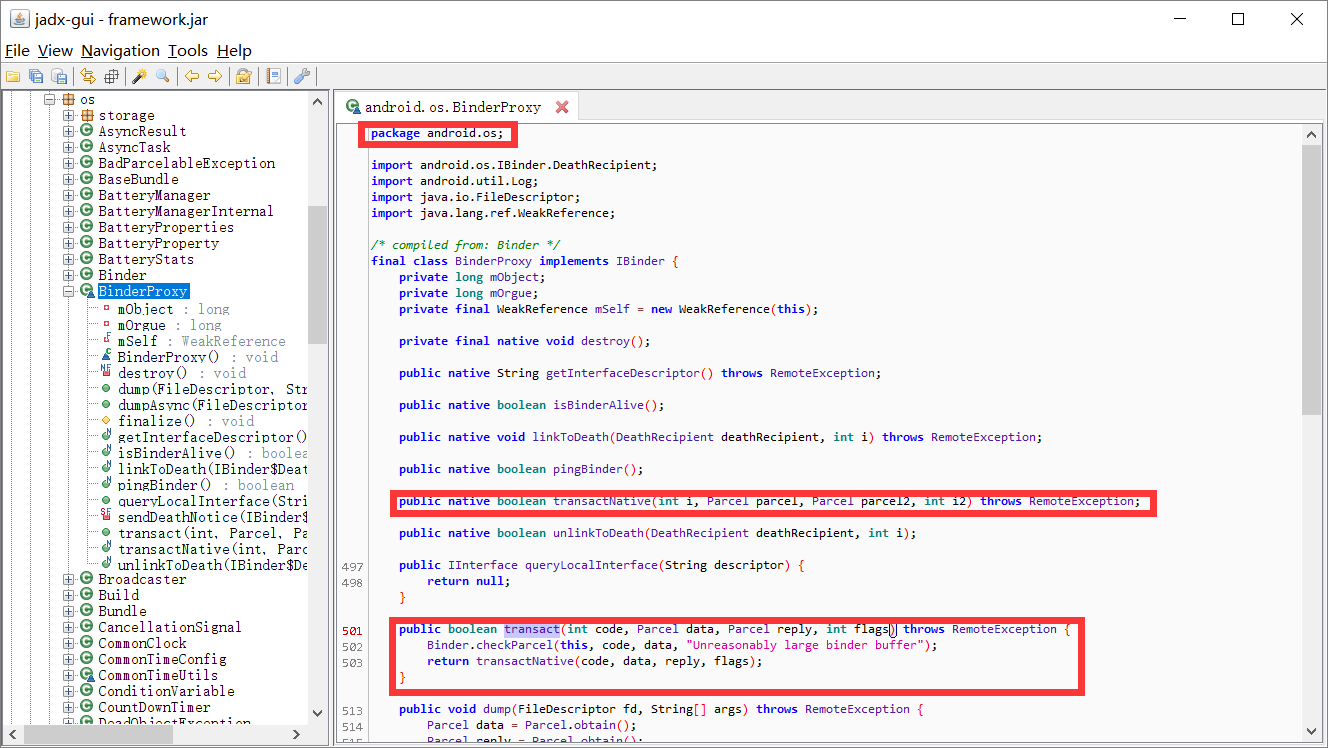 jadx-gui - framework.jar
File View Navigation Tools Help
os
storage
AsyncResult
AsyncTask
BadParcelableException
BaseBundle
BatteryManager
BatteryManagerInternal
BatteryProperties
BatteryProperty
BatteryStats
Binder
BinderProxy
mObject : long
mOrgue : long
mSelf : WeakReference
BinderProxy() : void
destroy() : void
dump(FileDescriptor, Str
dumpAsync(FileDescriptor
finalize() : void
getInterfaceDescriptor()
isBinderAlive() : boolea
linkToDeath(IBinder$Deat
pingBinder() : boolean
queryLocalInterface(Stri
sendDeathNotice(IBinder$
transact(int, Parcel, Pa
transactNative(int, Parc
unlinkToDeath(IBinder$De
Broadcaster
Build
Bundle
CancellationSignal
CommonClock
CommonTimeConfig
CommonTimeUtils
ConditionVariable
CountDownTimer
DeadObjectException
android.os.BinderProxy
package android.os;
import android.os.IBinder.DeathRecipient;
import android.util.Log;
import java.io.FileDescriptor;
import java.lang.ref.WeakReference;
/* compiled from: Binder */
final class BinderProxy implements IBinder {
private long mObject;
private long mOrgue;
private final WeakReference mSelf = new WeakReference(this);
private final native void destroy();
public native String getInterfaceDescriptor() throws RemoteException;
public native boolean isBinderAlive();
public native void linkToDeath(DeathRecipient deathRecipient, int i) throws RemoteException;
public native boolean pingBinder();
public native boolean transactNative(int i, Parcel parcel, Parcel parcel2, int i2) throws RemoteException;
public native boolean unlinkToDeath(DeathRecipient deathRecipient, int i);
497 public IInterface queryLocalInterface(String descriptor) {
498 return null;
}
501 public boolean transact(int code, Parcel data, Parcel reply, int flags) throws RemoteException {
502 Binder.checkParcel(this, code, data, "Unreasonably large binder buffer");
503 return transactNative(code, data, reply, flags);
}
513 public void dump(FileDescriptor fd, String[] args) throws RemoteException {
514 Parcel data = Parcel.obtain();
515 Parcel reply = Parcel.obtain();